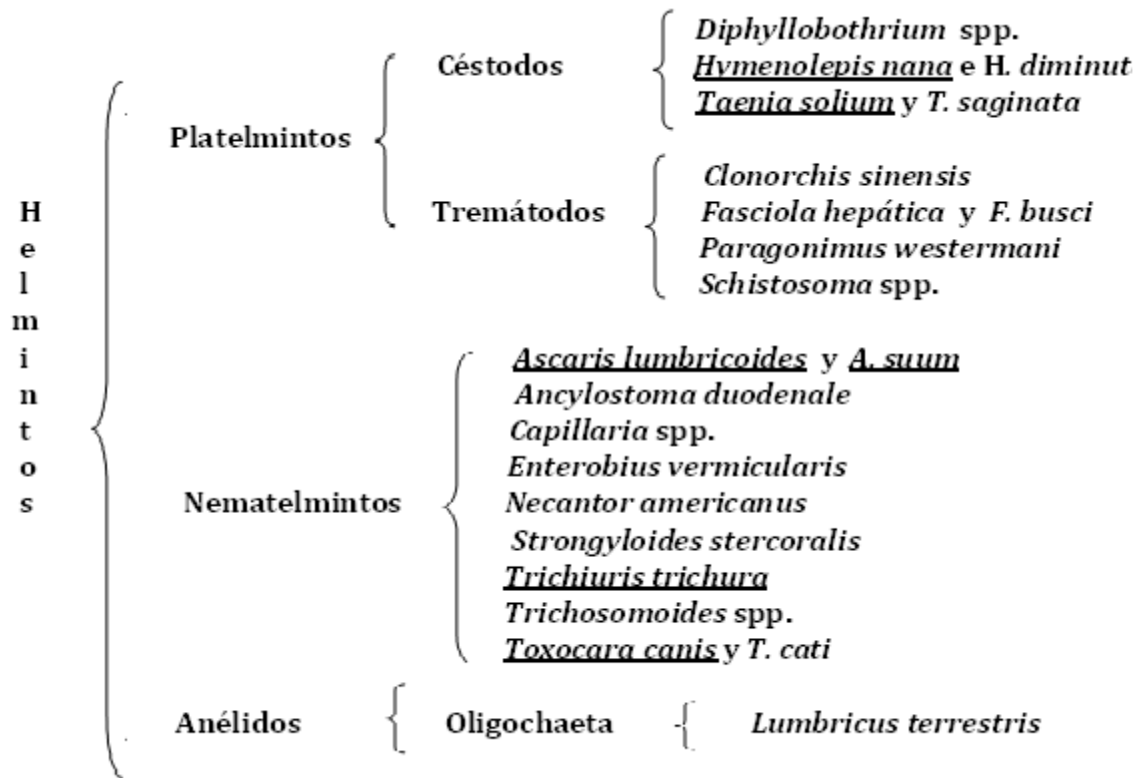 Helmintos
Platelmintos
Céstodos
Diphyllobothrium spp.
Hymenolepis nana e H. diminut
Taenia solium y T. saginata
Tremátodos
Clonorchis sinensis
Fasciola hepática y F. busci
Paragonimus westermani
Schistosoma spp.
Nematelmintos
Ascaris lumbricoides y A. suum
Ancylostoma duodenale
Capillaria spp.
Enterobius vermicularis
Necantor americanus
Strongyloides stercoralis
Trichiuris trichura
Trichosomoides spp.
Toxocara canis y T. cati
Anélidos
Oligochaeta
Lumbricus terrestris